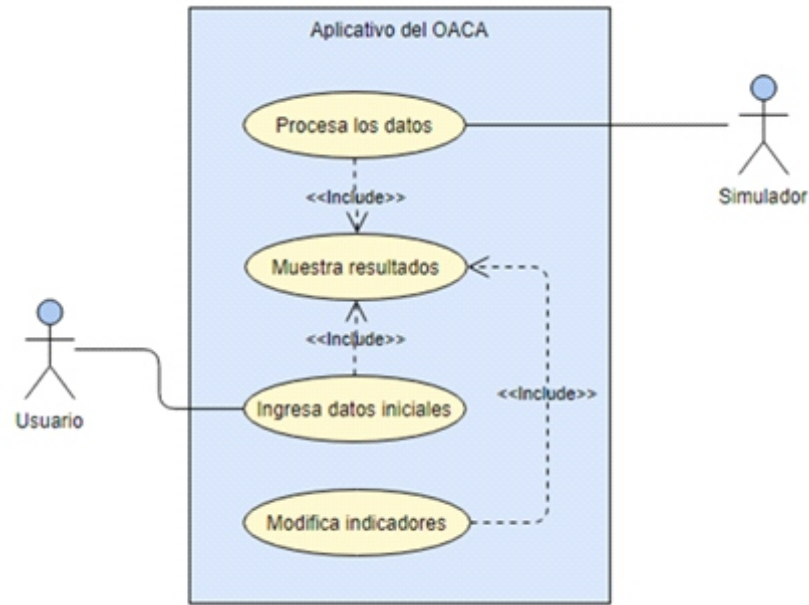 Aplicativo del OACA
Procesa los datos
Simulador
<<Include>>
Muestra resultados
<<Include>>
<<Include>>
Ingresa datos iniciales
Usuario
Modifica indicadores